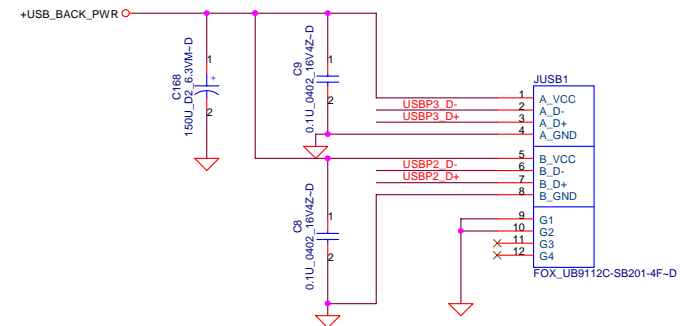 +USB_BACK_PWR
1
2
C168
150U_D2_6.3VM~D
+
1
2
C9
0.1U_0402_16V4Z~D
1
2
C8
0.1U_0402_16V4Z~D
JUSB1
USBP3_D-
USBP3_D+
1 A_VCC
2 A_D-
3 A_D+
4 A_GND
USBP2_D-
USBP2_D+
5 B_VCC
6 B_D-
7 B_D+
8 B_GND
9 G1
10 G2
11 G3
12 G4
FOX_UB9112C-SB201-4F~D